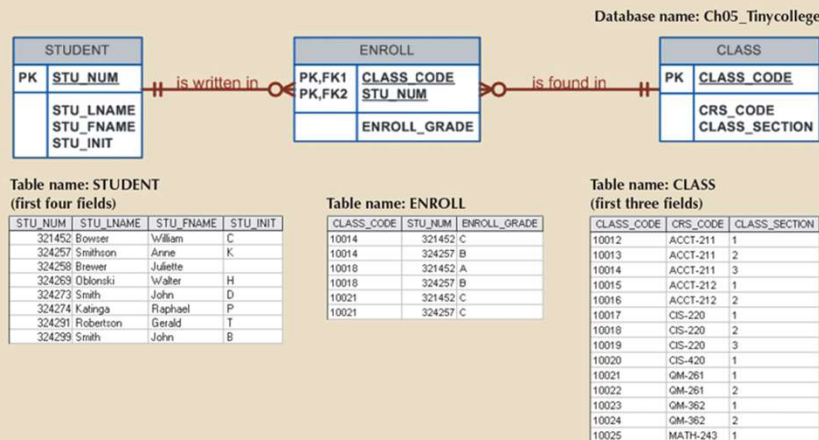 Database name: Ch05_Tinycollege
STUDENT
PK STU_NUM
STU_LNAME
STU_FNAME
STU_INIT
is written in
ENROLL
PK,FK1 CLASS_CODE
PK,FK2 STU_NUM
ENROLL_GRADE
is found in
CLASS
PK CLASS_CODE
CRS_CODE
CLASS_SECTION
Table name: STUDENT
(first four fields)
STU_NUM STU_LNAME STU_FNAME STU_INIT
321452 Bowser William C
324257 Smithson Anne K
324258 Brewer Juliette
324269 Oblonski Walter H
324273 Smith John D
324274 Katinga Raphael P
324291 Robertson Gerald T
324299 Smith John B
Table name: ENROLL
CLASS_CODE STU_NUM ENROLL_GRADE
10014 321452 C
10014 324257 B
10018 321452 A
10018 324257 B
10021 321452 C
10021 324257 C
Table name: CLASS
(first three fields)
CLASS_CODE CRS_CODE CLASS_SECTION
10012 ACCT-211 1
10013 ACCT-211 2
10014 ACCT-211 3
10015 ACCT-212 1
10016 ACCT-212 2
10017 CIS-220 1
10018 CIS-220 2
10019 CIS-220 3
10020 CIS-420 1
10021 QM-261 1
10022 QM-261 2
10023 QM-362 1
10024 QM-362 2
10025 MATH-243 1